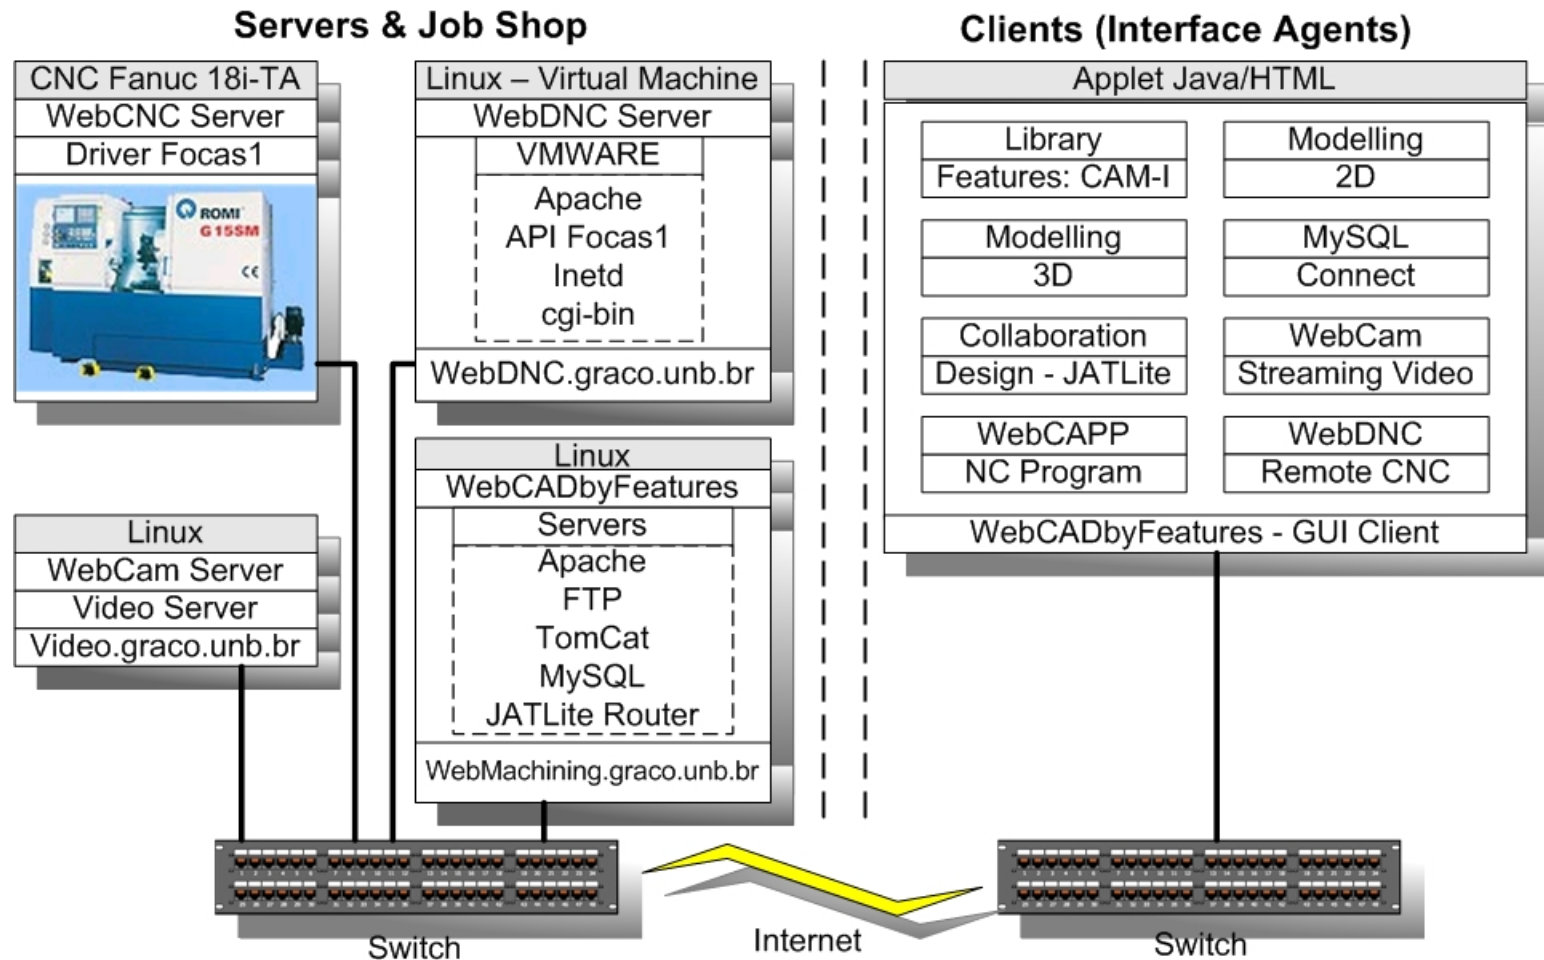 Servers & Job Shop
CNC Fanuc 18i-TA
WebCNC Server
Driver Focas1
ROMI
G 15SM
CE
Linux – Virtual Machine
WebDNC Server
VMWARE
Apache
API Focas1
Inetd
cgi-bin
WebDNC.graco.unb.br
Linux
WebCam Server
Video Server
Video.graco.unb.br
Linux
WebCADbyFeatures
Servers
Apache
FTP
TomCat
MySQL
JATLite Router
WebMachining.graco.unb.br
Switch
Internet
Clients (Interface Agents)
Applet Java/HTML
Library
Features: CAM-I
Modelling
2D
Modelling
3D
MySQL
Connect
Collaboration
Design - JATLite
WebCam
Streaming Video
WebCAPP
NC Program
WebDNC
Remote CNC
WebCADbyFeatures - GUI Client
Switch